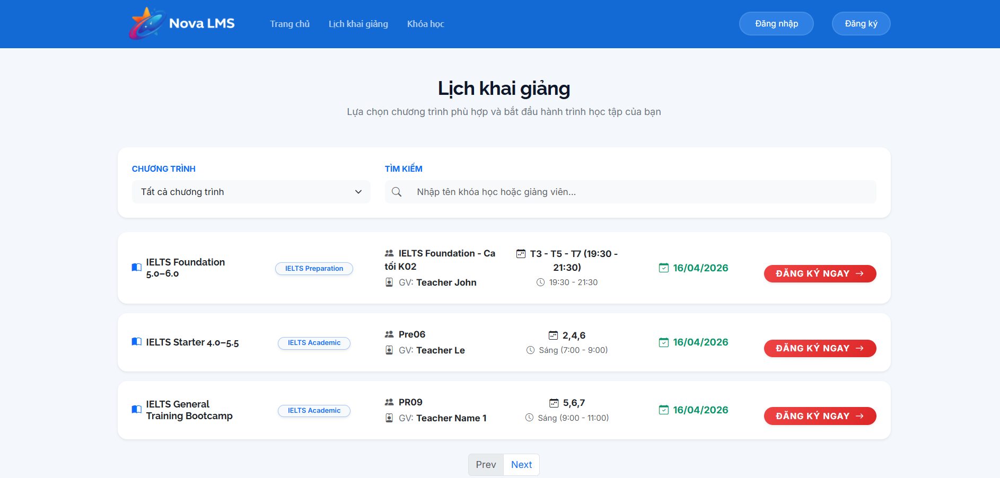 Nova LMS
Trang chủ
Lịch khai giảng
Khóa học
Đăng nhập
Đăng ký
Lịch khai giảng
Lựa chọn chương trình phù hợp và bắt đầu hành trình học tập của bạn
CHƯƠNG TRÌNH
Tất cả chương trình
TÌM KIẾM
Nhập tên khóa học hoặc giảng viên...
IELTS Foundation
5.0–6.0
IELTS Preparation
IELTS Foundation - Ca
tối K02
GV: Teacher John
T3 - T5 - T7 (19:30 -
21:30)
19:30 - 21:30
16/04/2026
ĐĂNG KÝ NGAY →
IELTS Starter 4.0–5.5
IELTS Academic
Pre06
GV: Teacher Le
2,4,6
Sáng (7:00 - 9:00)
16/04/2026
ĐĂNG KÝ NGAY →
IELTS General
Training Bootcamp
IELTS Academic
PR09
GV: Teacher Name 1
5,6,7
Sáng (9:00 - 11:00)
16/04/2026
ĐĂNG KÝ NGAY →
Prev
Next